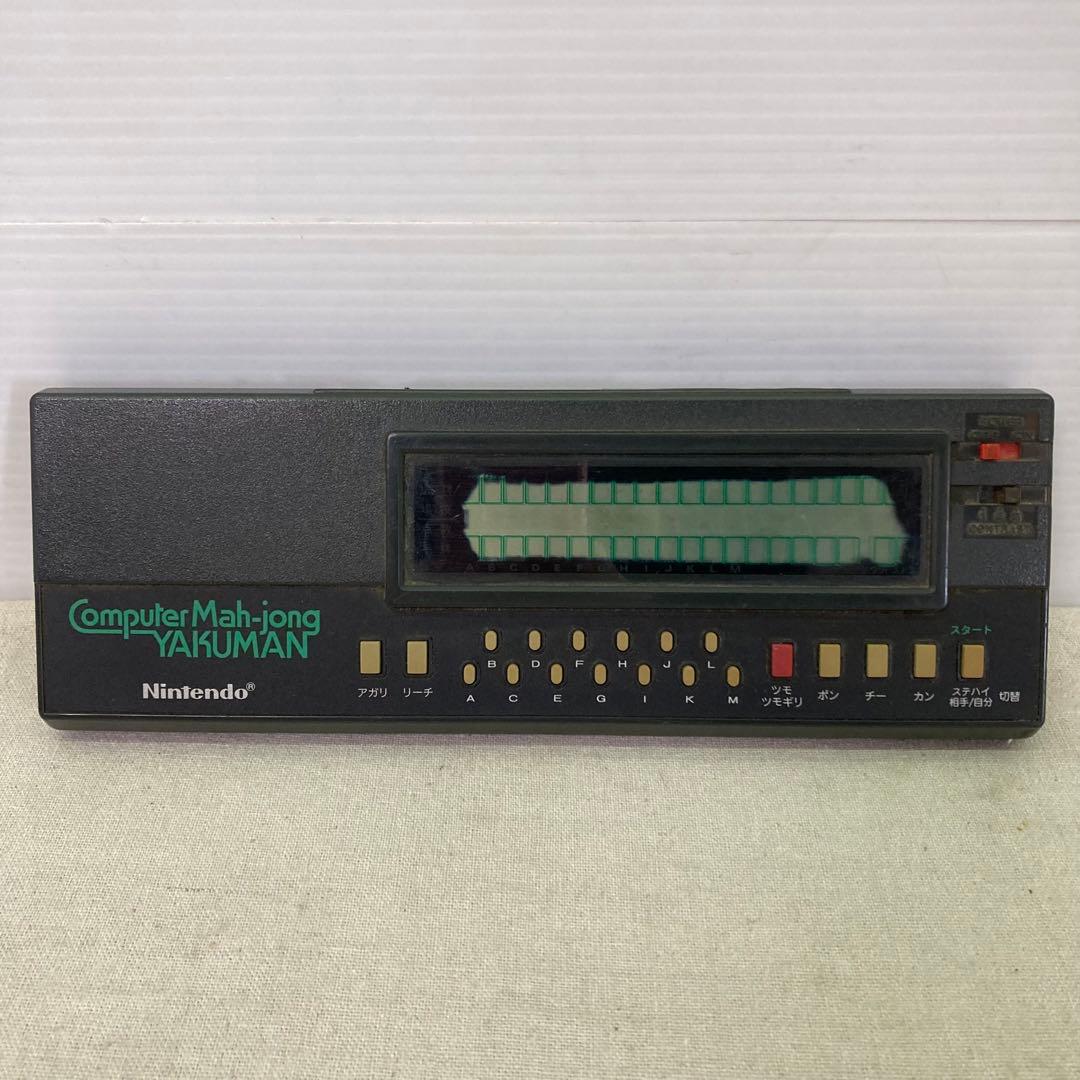 CONTRAST
A B C D E F G H I J K L M
Computer Mah-jong
YAKUMAN
Nintendo®
アガリ
リーチ
B D F H J L
A C E G I K M
ツモ
ツモギリ
ポン
チー
カン
スタート
ステハイ
相手/自分
切替